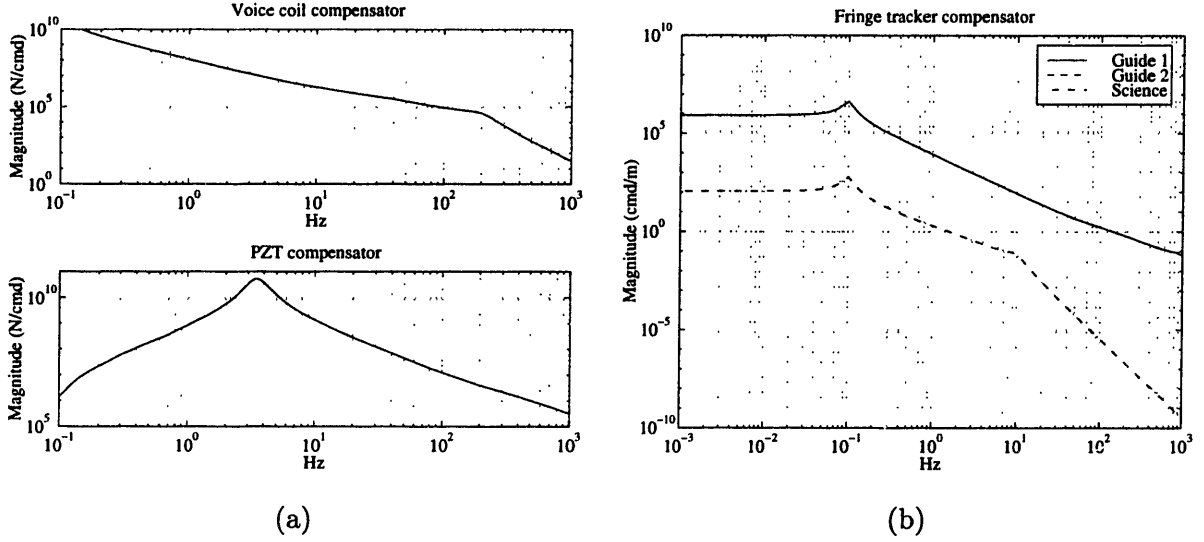 Voice coil compensator
Magnitude (N/cmd)
10^10
10^5
10^0
10^-1 10^0 10^1 10^2 10^3
Hz
PZT compensator
Magnitude (N/cmd)
10^10
10^5
10^-1 10^0 10^1 10^2 10^3
Hz
(a)
Fringe tracker compensator
Magnitude (cmd/m)
10^10
10^5
10^0
10^-5
10^-10
Guide 1
Guide 2
Science
10^-3 10^-2 10^-1 10^0 10^1 10^2 10^3
Hz
(b)